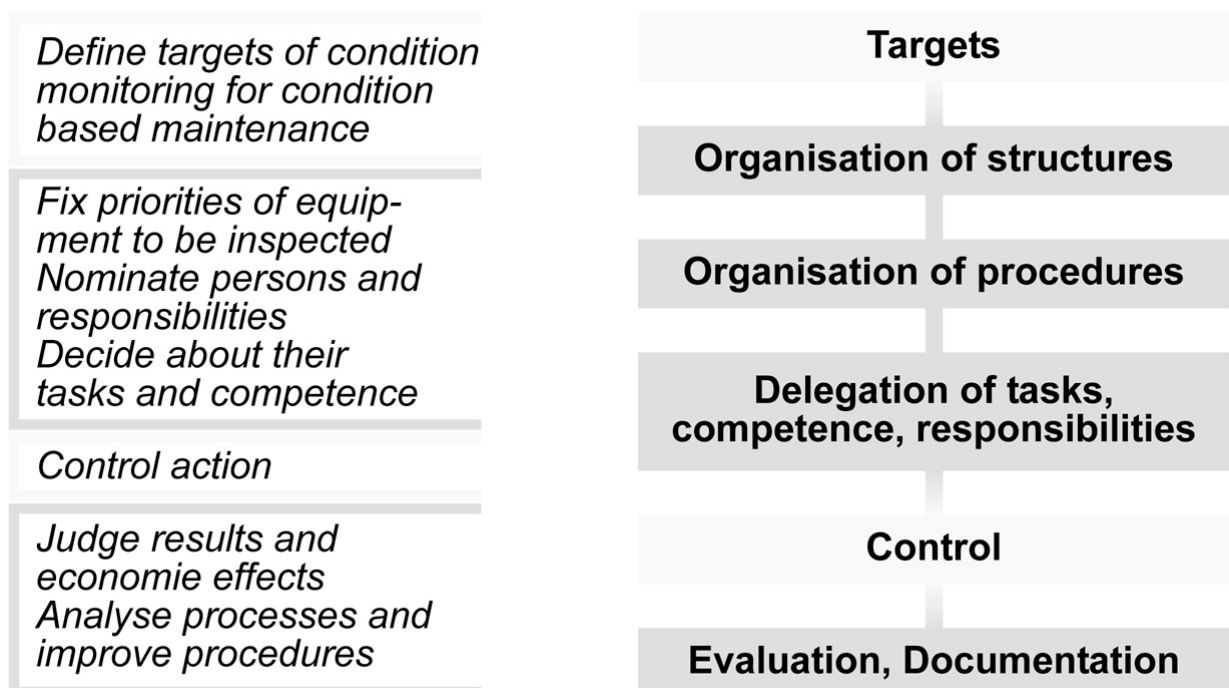 Define targets of condition
monitoring for condition
based maintenance
Fix priorities of equip-
ment to be inspected
Nominate persons and
responsibilities
Decide about their
tasks and competence
Control action
Judge results and
economie effects
Analyse processes and
improve procedures
Targets
Organisation of structures
Organisation of procedures
Delegation of tasks,
competence, responsibilities
Control
Evaluation, Documentation